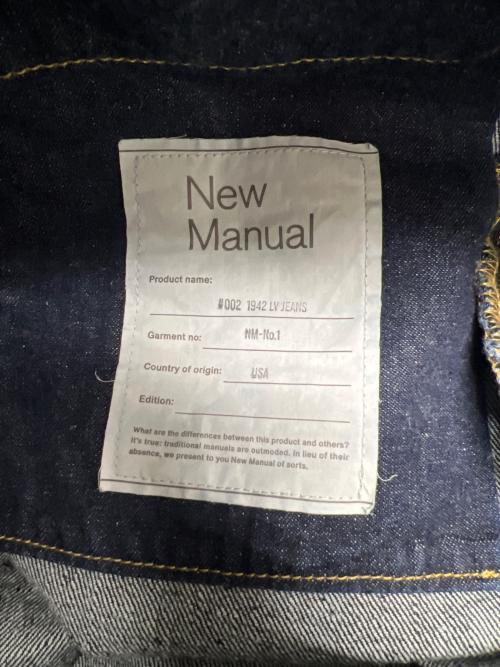 New
Manual
Product name:
#002 1942 LV JEANS
Garment no: NM-No.1
Country of origin: USA
Edition:
What are the differences between this product and others?
It's true: traditional manuals are outmoded. In lieu of their
absence, we present to you New Manual of sorts.